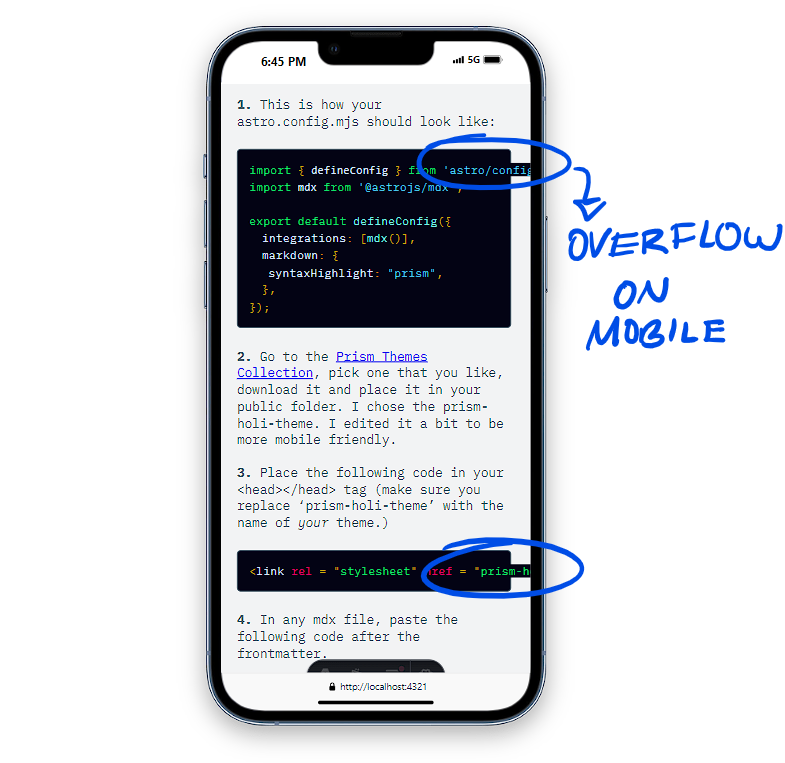 6:45 PM
5G
1. This is how your
astro.config.mjs should look like:
import { defineConfig } from 'astro/config
import mdx from '@astrojs/mdx',
export default defineConfig({
integrations: [mdx()],
markdown: {
syntaxHighlight: "prism",
},
});
OVERFLOW
ON
MOBILE
2. Go to the Prism Themes
Collection, pick one that you like,
download it and place it in your
public folder. I chose the prism-
holi-theme. I edited it a bit to be
more mobile friendly.
3. Place the following code in your
<head></head> tag (make sure you
replace ‘prism-holi-theme’ with the
name of your theme.)
<link rel = "stylesheet" href = "prism-h
4. In any mdx file, paste the
following code after the
frontmatter.
http://localhost:4321